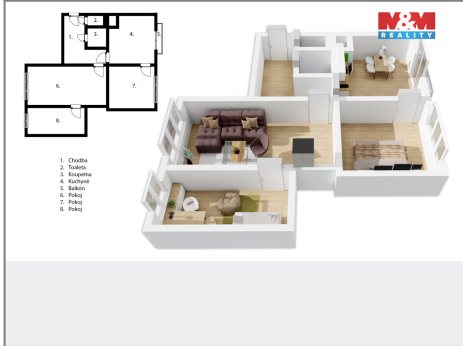 M&M
REALITY
1.
2.
3.
4.
5.
6.
7.
8.
1. Chodba
2. Toaleta
3. Koupelna
4. Kuchyně
5. Balkón
6. Pokoj
7. Pokoj
8. Pokoj